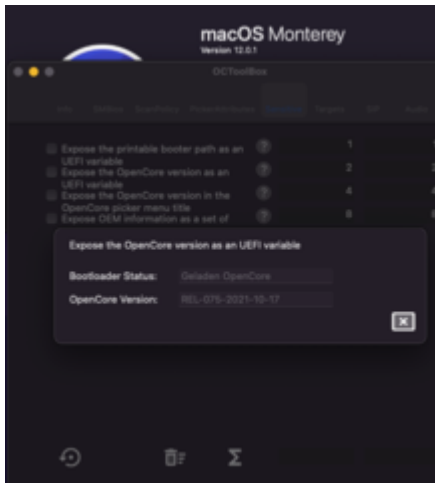 macOS Monterey
Version 12.0.1
OCToolBox
Expose the printable booter path as an
UEFI variable
1
Expose the OpenCore version as an
UEFI variable
2
Expose the OpenCore version in the
OpenCore picker menu title
4
Expose OEM information as a set of
8
Expose the OpenCore version as an UEFI variable
Bootloader Status: Geladen OpenCore
OpenCore Version: REL-075-2021-10-17